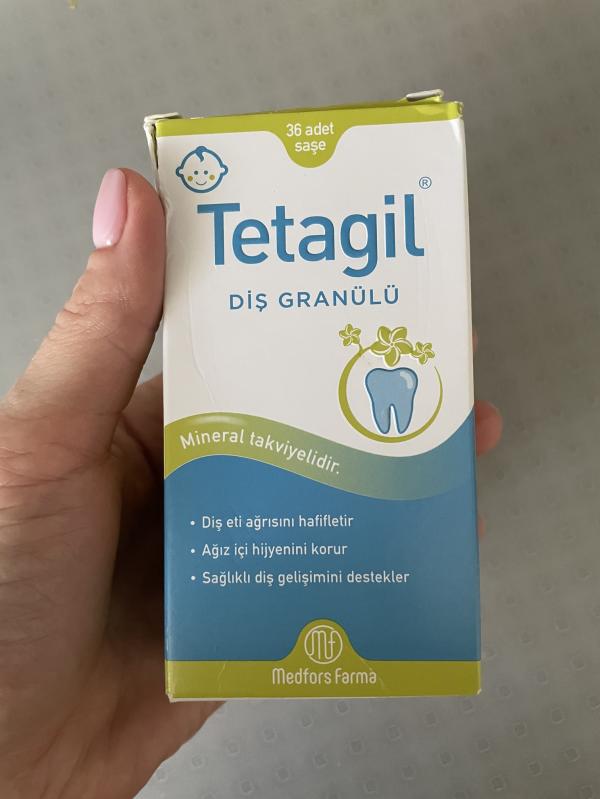 36 adet
saşe
Tetagil®
DİŞ GRANÜLÜ
Mineral takviyelidir.
• Diş eti ağrısını hafifletir
• Ağız içi hijyenini korur
• Sağlıklı diş gelişimini destekler
mf
Medfors Farma